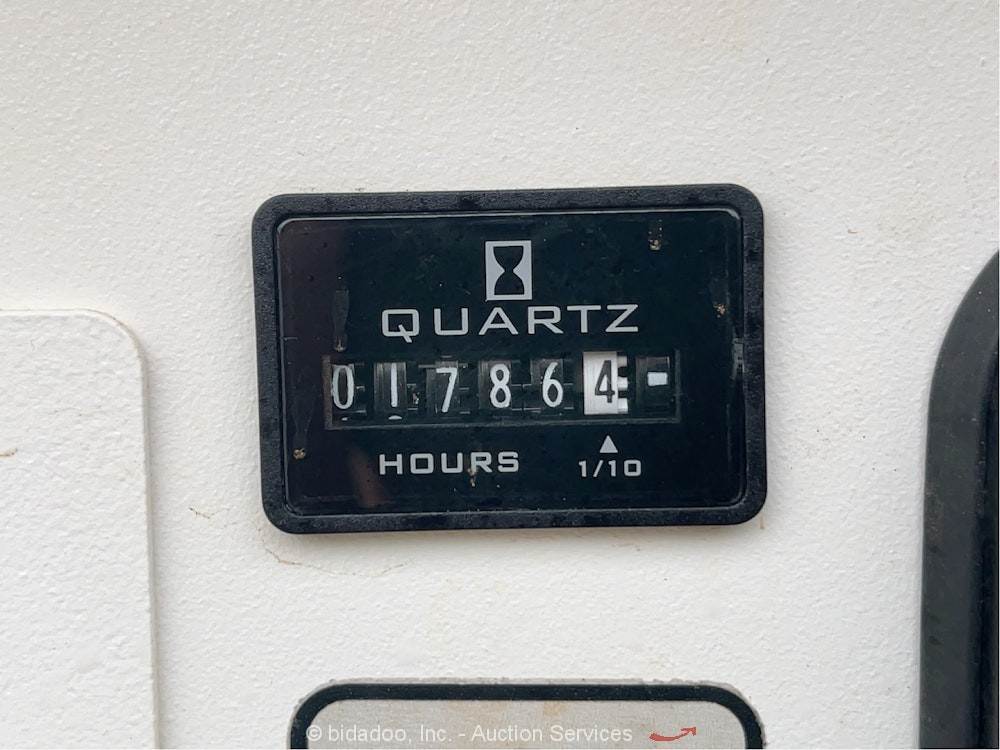 QUARTZ
017864
HOURS 1/10
© bidadoo, Inc. - Auction Services